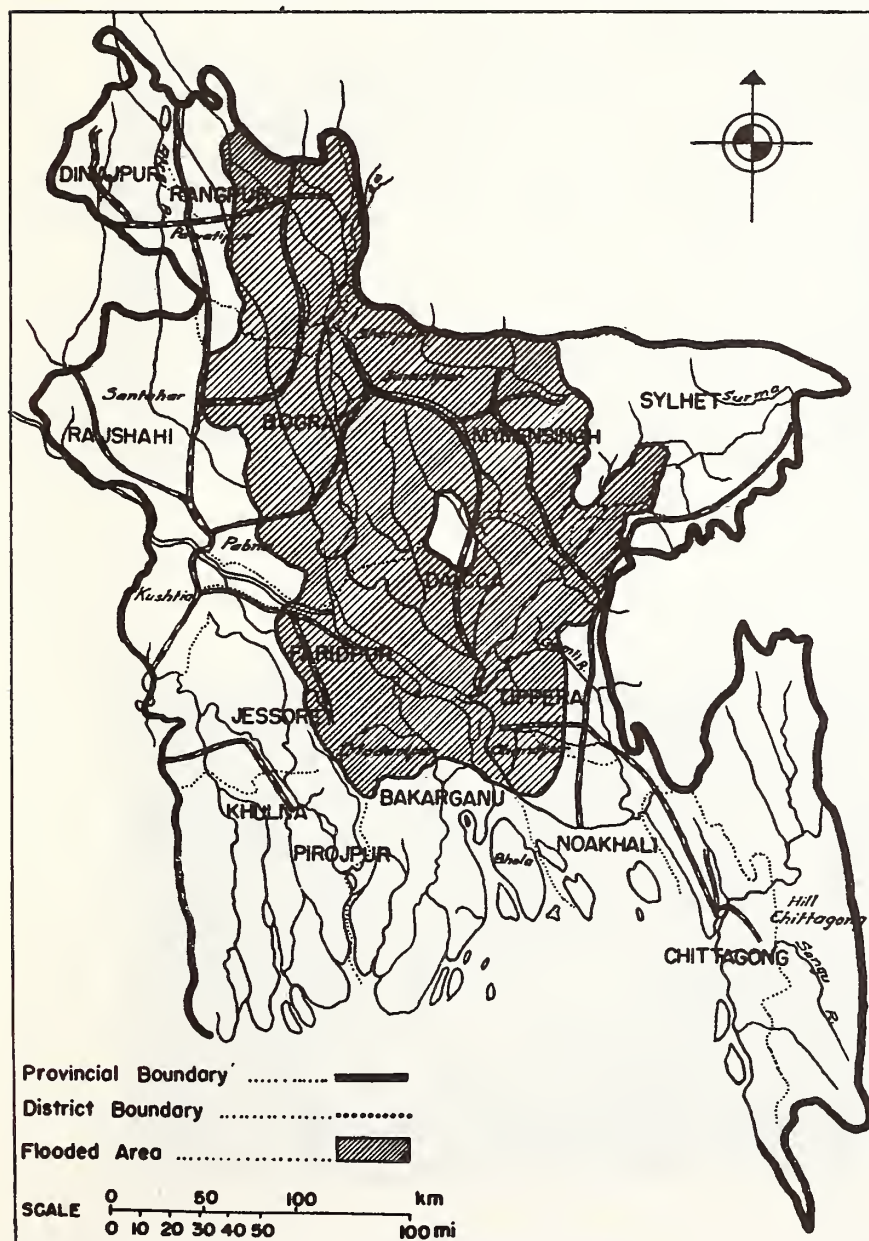 DINAJPUR
RANGPUR
SYLHET
Surma
Santahar
RAJSHAHI
BOGRA
MYMENSINGH
Pabna
DACCA
Kushtia
FARIDPUR
TIPPERA
JESSORE
BAKARGANU
KHULNA
PIROJPUR
Bhola
NOAKHALI
Hill
Chittagong
CHITTAGONG
Sangu
R.
Provincial Boundary
District Boundary
Flooded Area
SCALE
0 50 100 km
0 10 20 30 40 50 100 mi